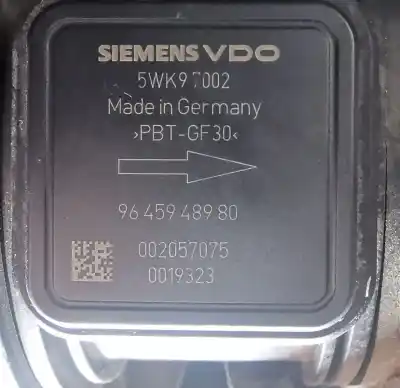 SIEMENS VDO
5WK9 7002
Made in Germany
>PBT-GF30<
96 459 489 80
002057075
0019323